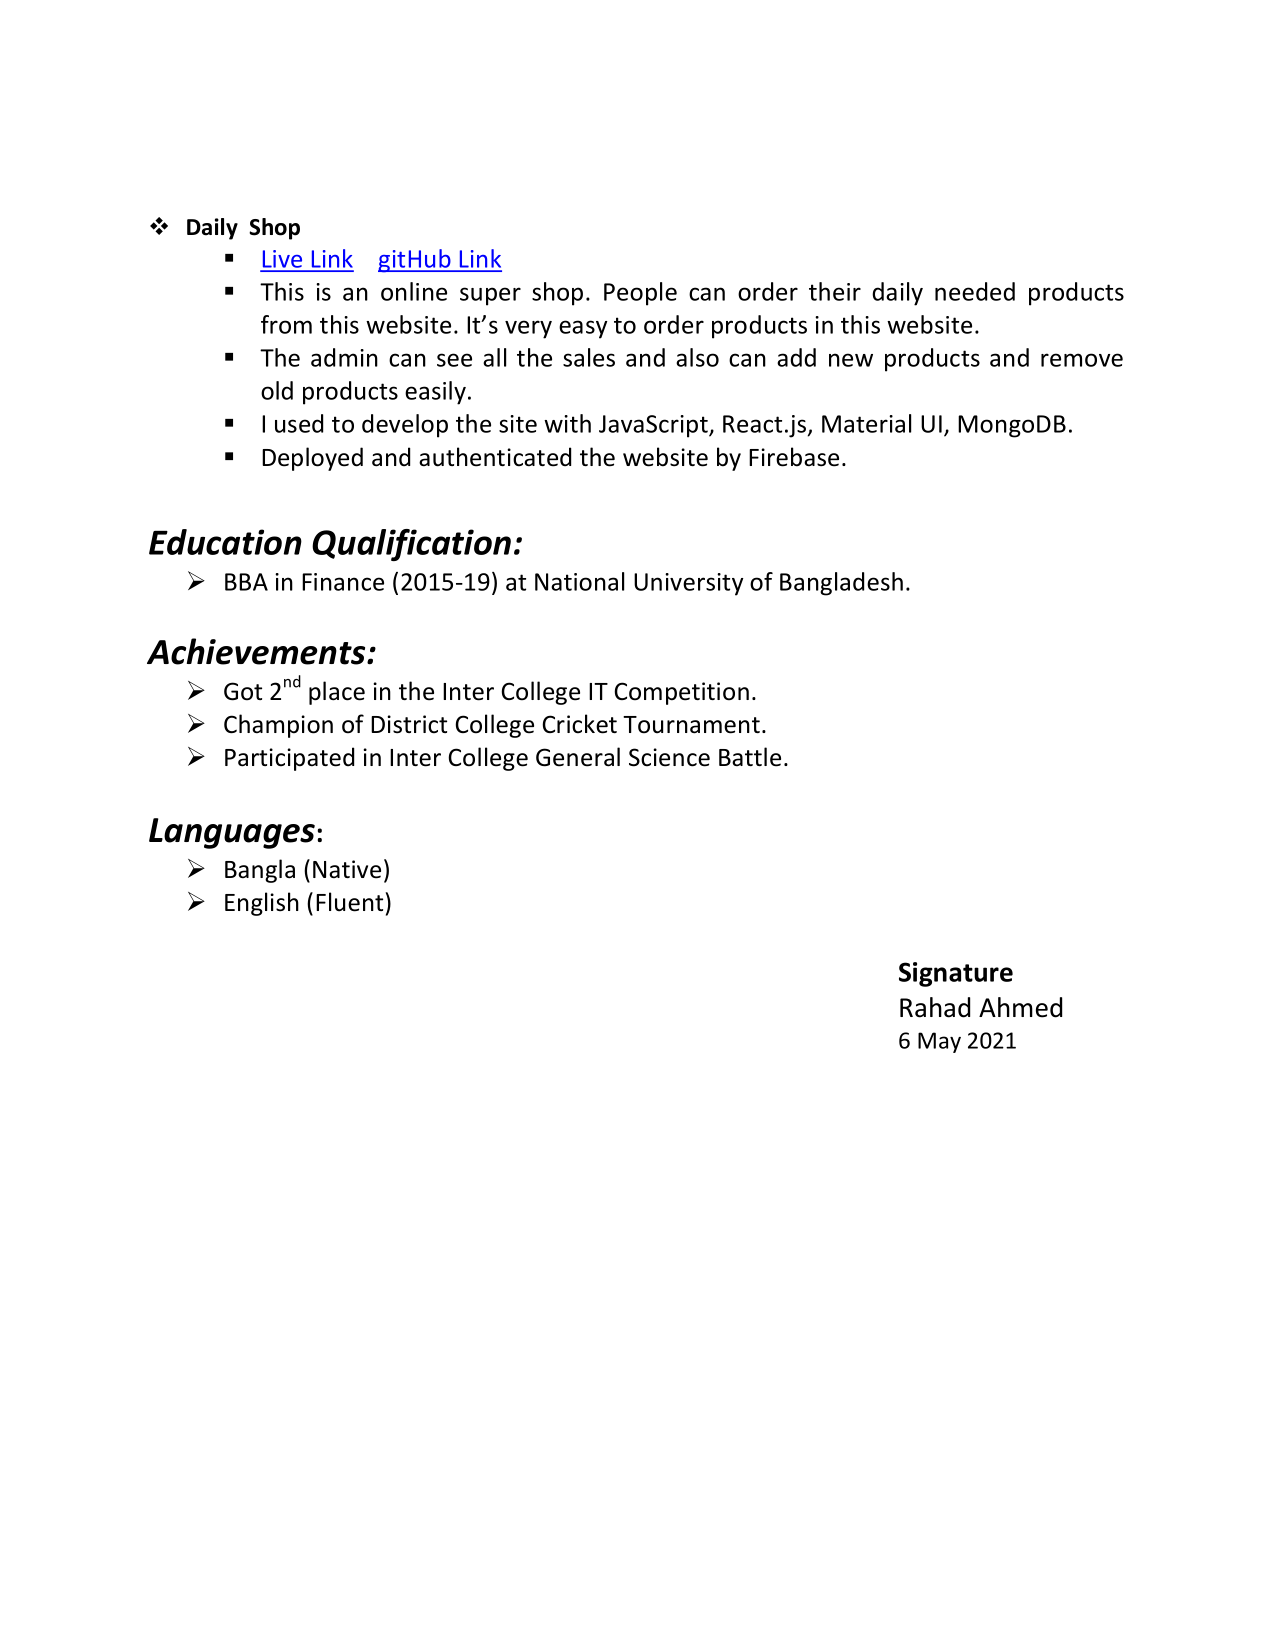 ❖ Daily Shop
▪ Live Link gitHub Link
▪ This is an online super shop. People can order their daily needed products
from this website. It’s very easy to order products in this website.
▪ The admin can see all the sales and also can add new products and remove
old products easily.
▪ I used to develop the site with JavaScript, React.js, Material UI, MongoDB.
▪ Deployed and authenticated the website by Firebase.
Education Qualification:
➢ BBA in Finance (2015-19) at National University of Bangladesh.
Achievements:
➢ Got 2nd place in the Inter College IT Competition.
➢ Champion of District College Cricket Tournament.
➢ Participated in Inter College General Science Battle.
Languages:
➢ Bangla (Native)
➢ English (Fluent)
Signature
Rahad Ahmed
6 May 2021